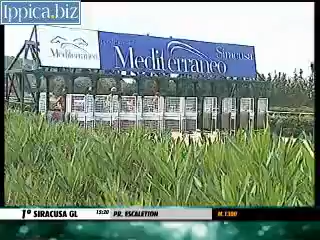 Ippica.biz
Mediterraneo
Mediterraneo Siracusa
1° SIRACUSA GL 15:20 PR. ESCALETION M.1300